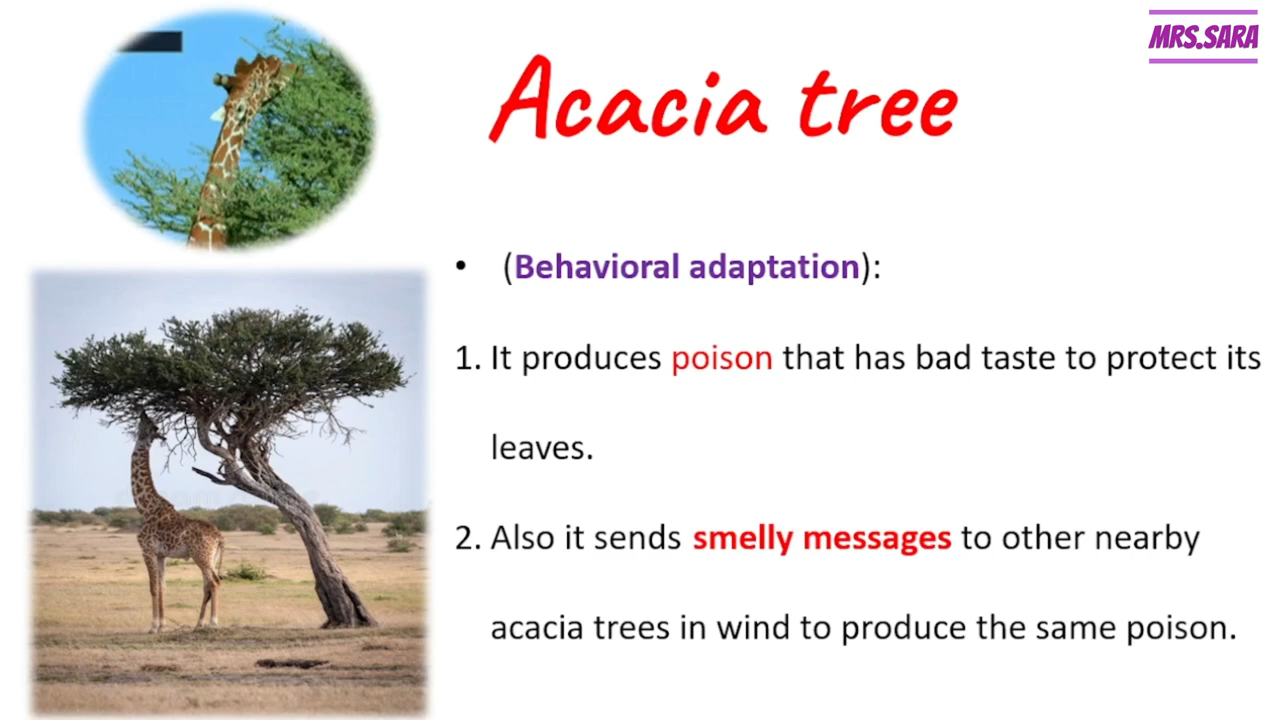 MRS.SARA
Acacia tree
• (Behavioral adaptation):
1. It produces poison that has bad taste to protect its
leaves.
2. Also it sends smelly messages to other nearby
acacia trees in wind to produce the same poison.